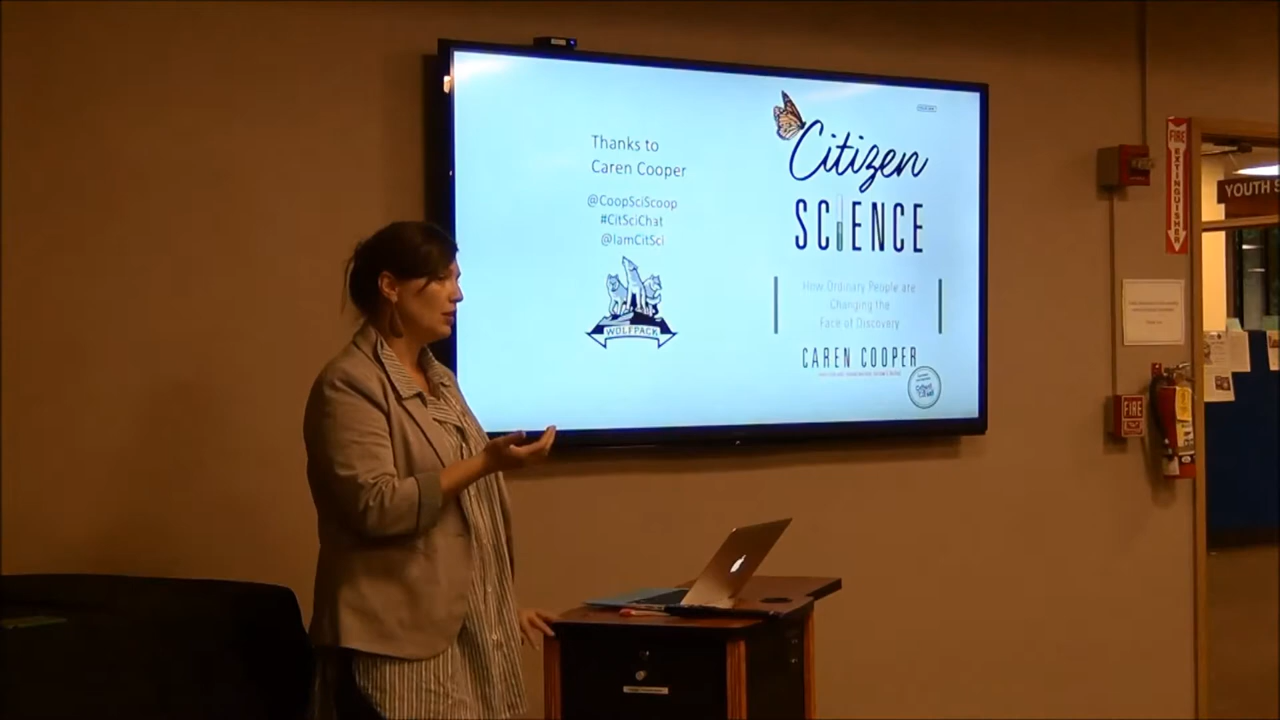 Thanks to
Caren Cooper
@CoopSciScoop
#CitSciChat
@IamCitSci
WOLFPACK
Citizen
SCIENCE
How Ordinary People are
Changing the
Face of Discovery
CAREN COOPER
FIRE
EXTINGUISHER
YOUTH S
FIRE